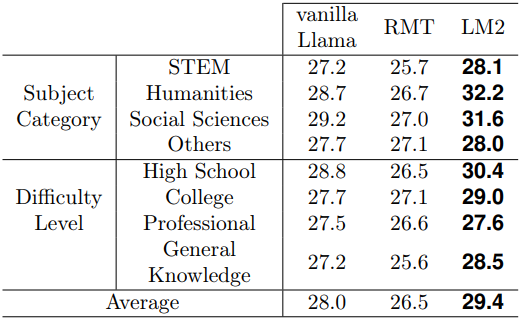 vanilla Llama RMT LM2
STEM 27.2 25.7 28.1
Subject Category Humanities 28.7 26.7 32.2
Social Sciences 29.2 27.0 31.6
Others 27.7 27.1 28.0
High School 28.8 26.5 30.4
Difficulty Level College 27.7 27.1 29.0
Professional 27.5 26.6 27.6
General Knowledge 27.2 25.6 28.5
Average 28.0 26.5 29.4